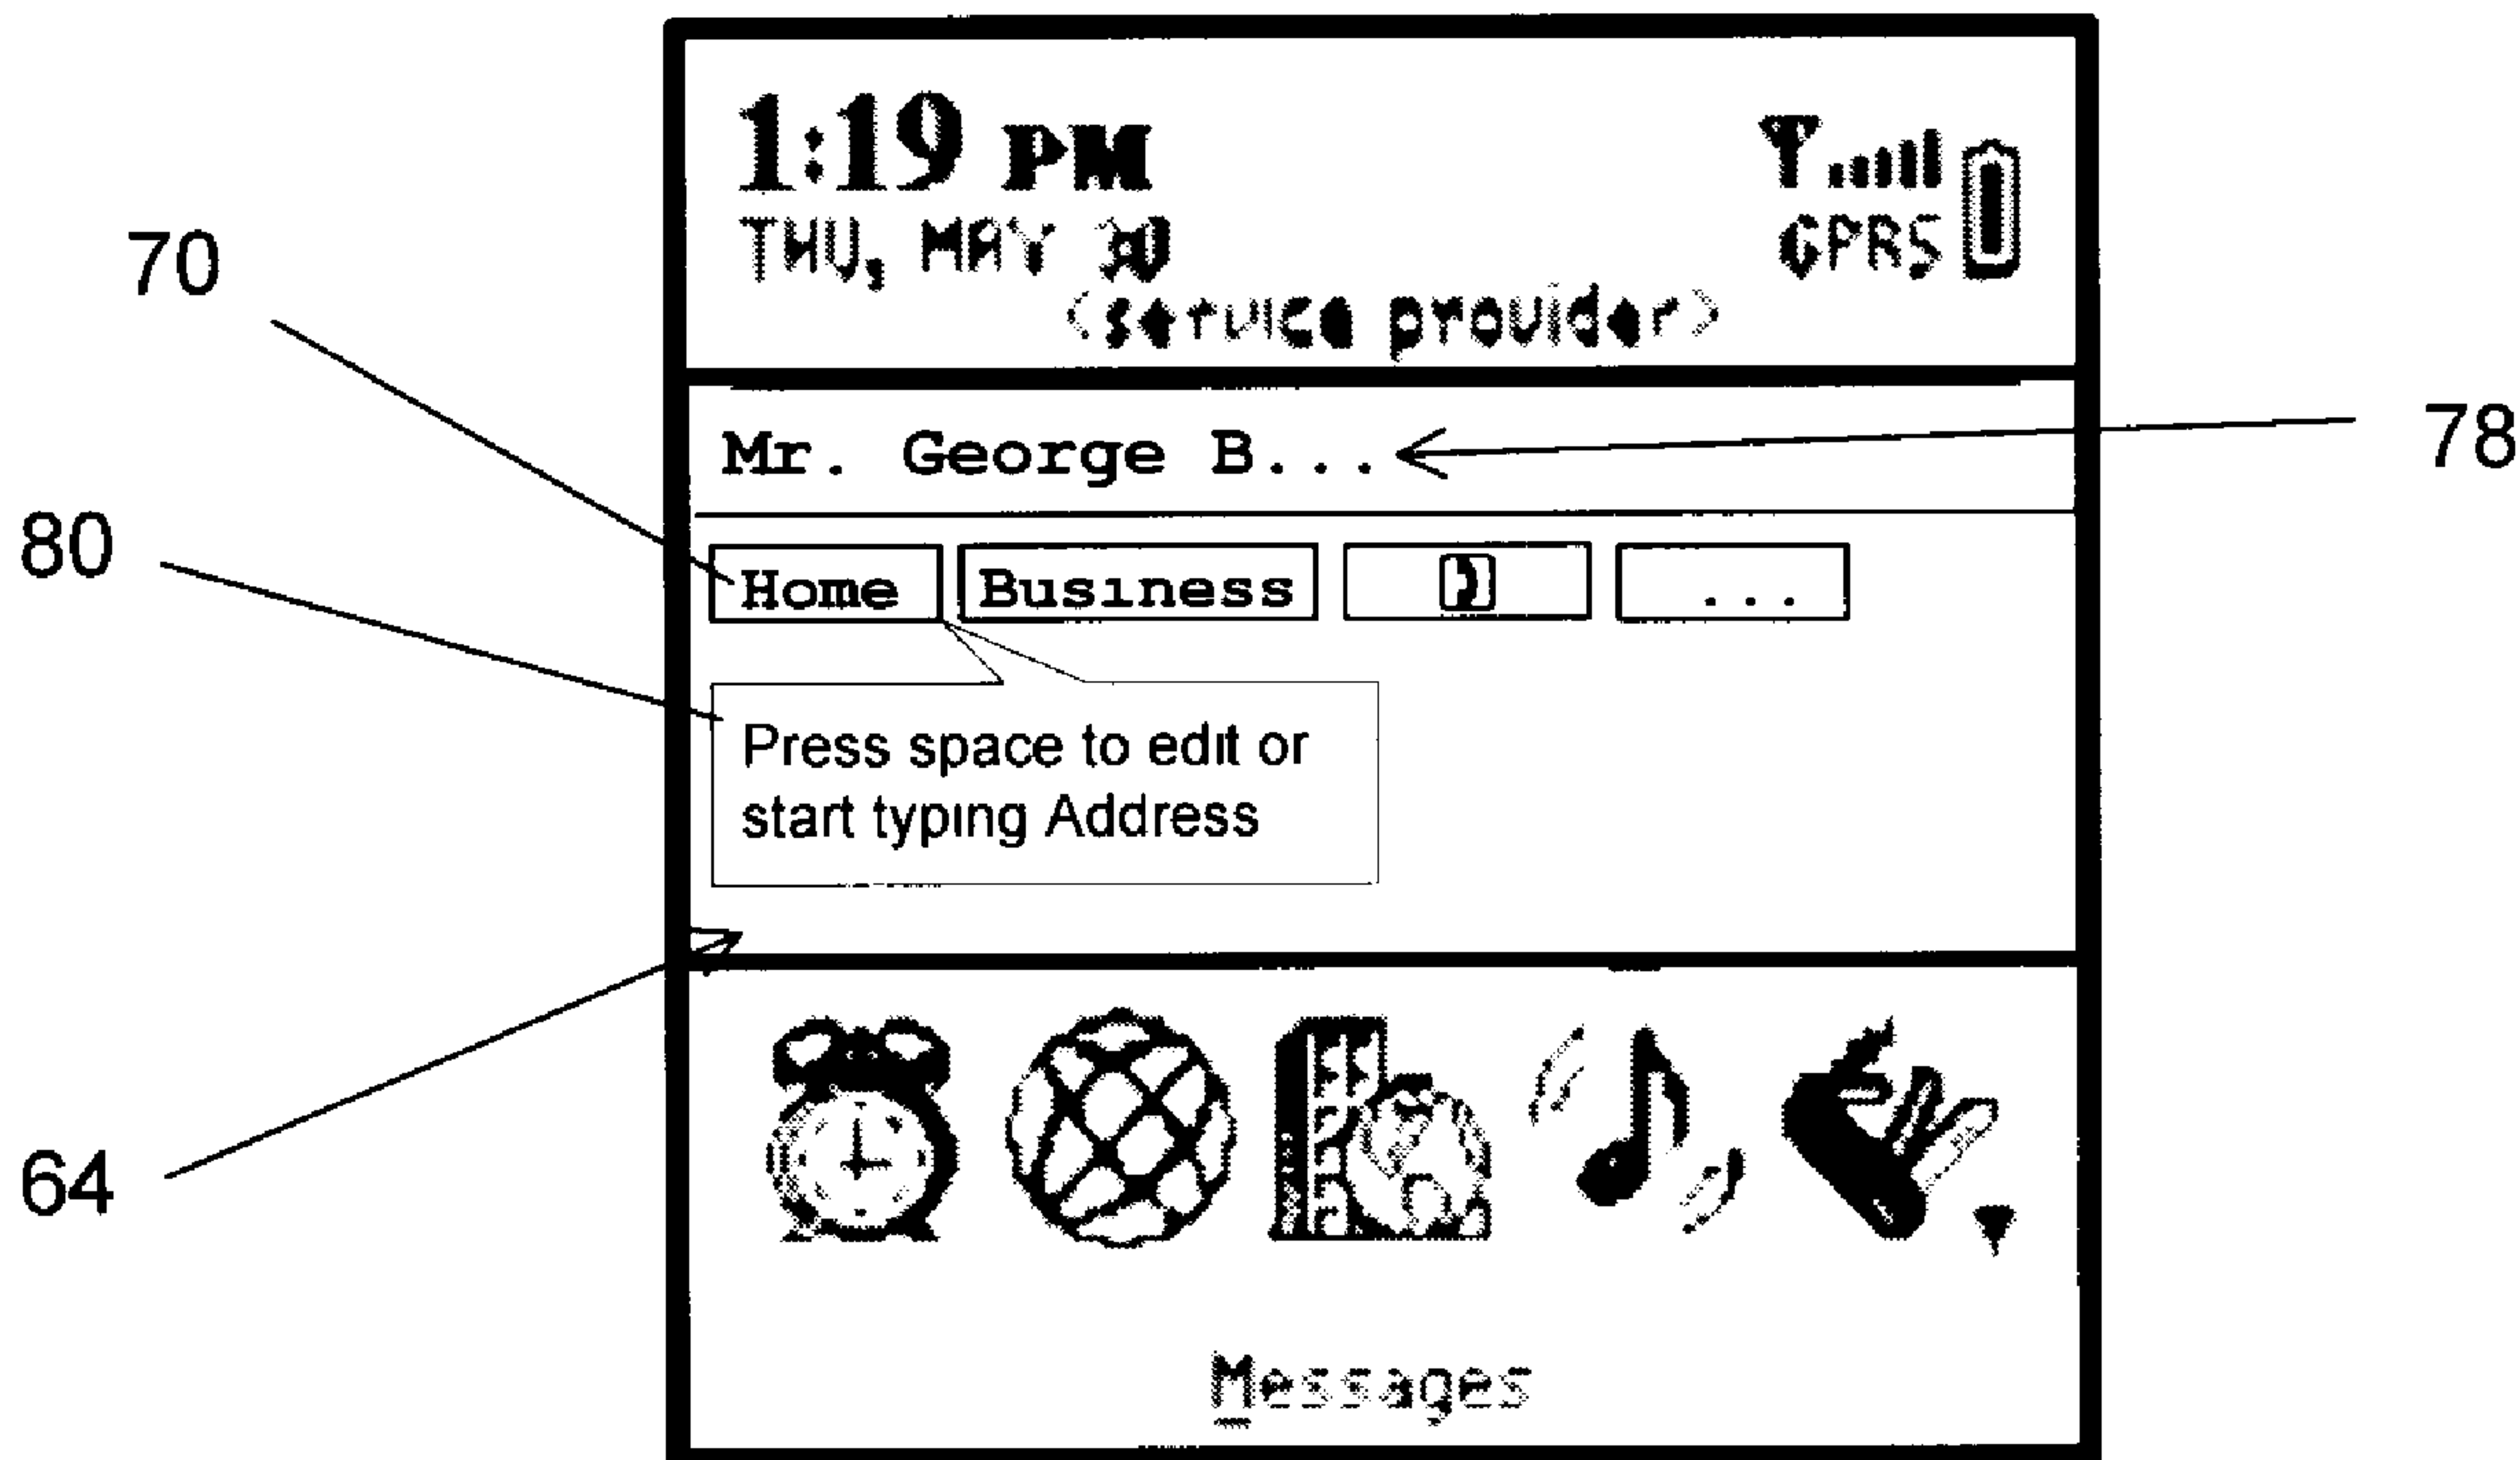 1:19 PM
THU, MAY
GPRS
<service provider>
70
Mr. George B...
78
80
Home Business ...
Press space to edit or
start typing Address
64
Messages